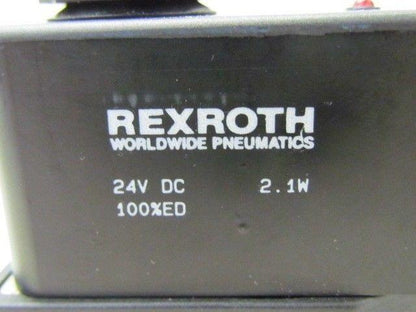 REXROTH
WORLDWIDE PNEUMATICS
24V DC 2.1W
100%ED